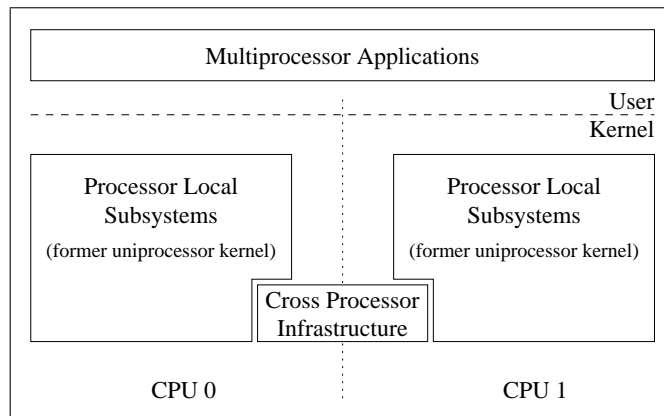 Multiprocessor Applications
User
Kernel
Processor Local
Subsystems
(former uniprocessor kernel)
Processor Local
Subsystems
(former uniprocessor kernel)
Cross Processor
Infrastructure
CPU 0
CPU 1